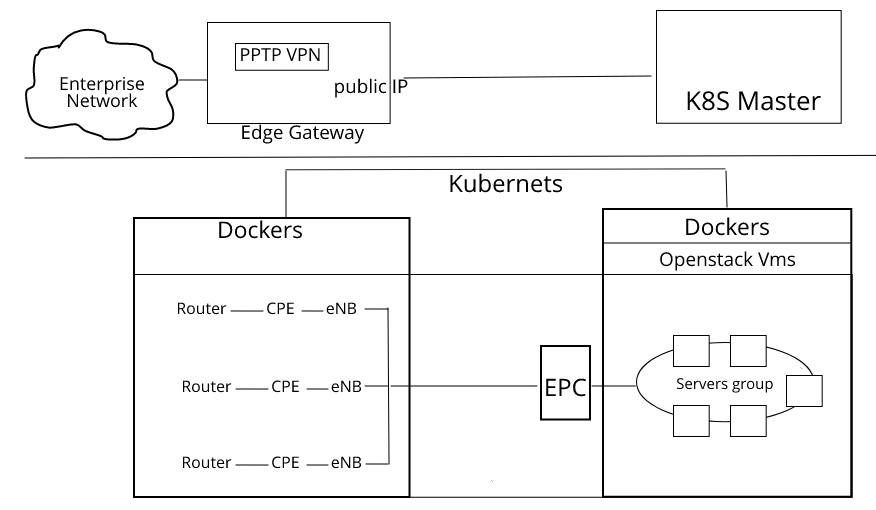 PPTP VPN
Enterprise
Network
public IP
K8S Master
Edge Gateway
Kubernets
Dockers
Dockers
Openstack Vms
Router
CPE
eNB
Router
CPE
eNB
EPC
Servers group
Router
CPE
eNB